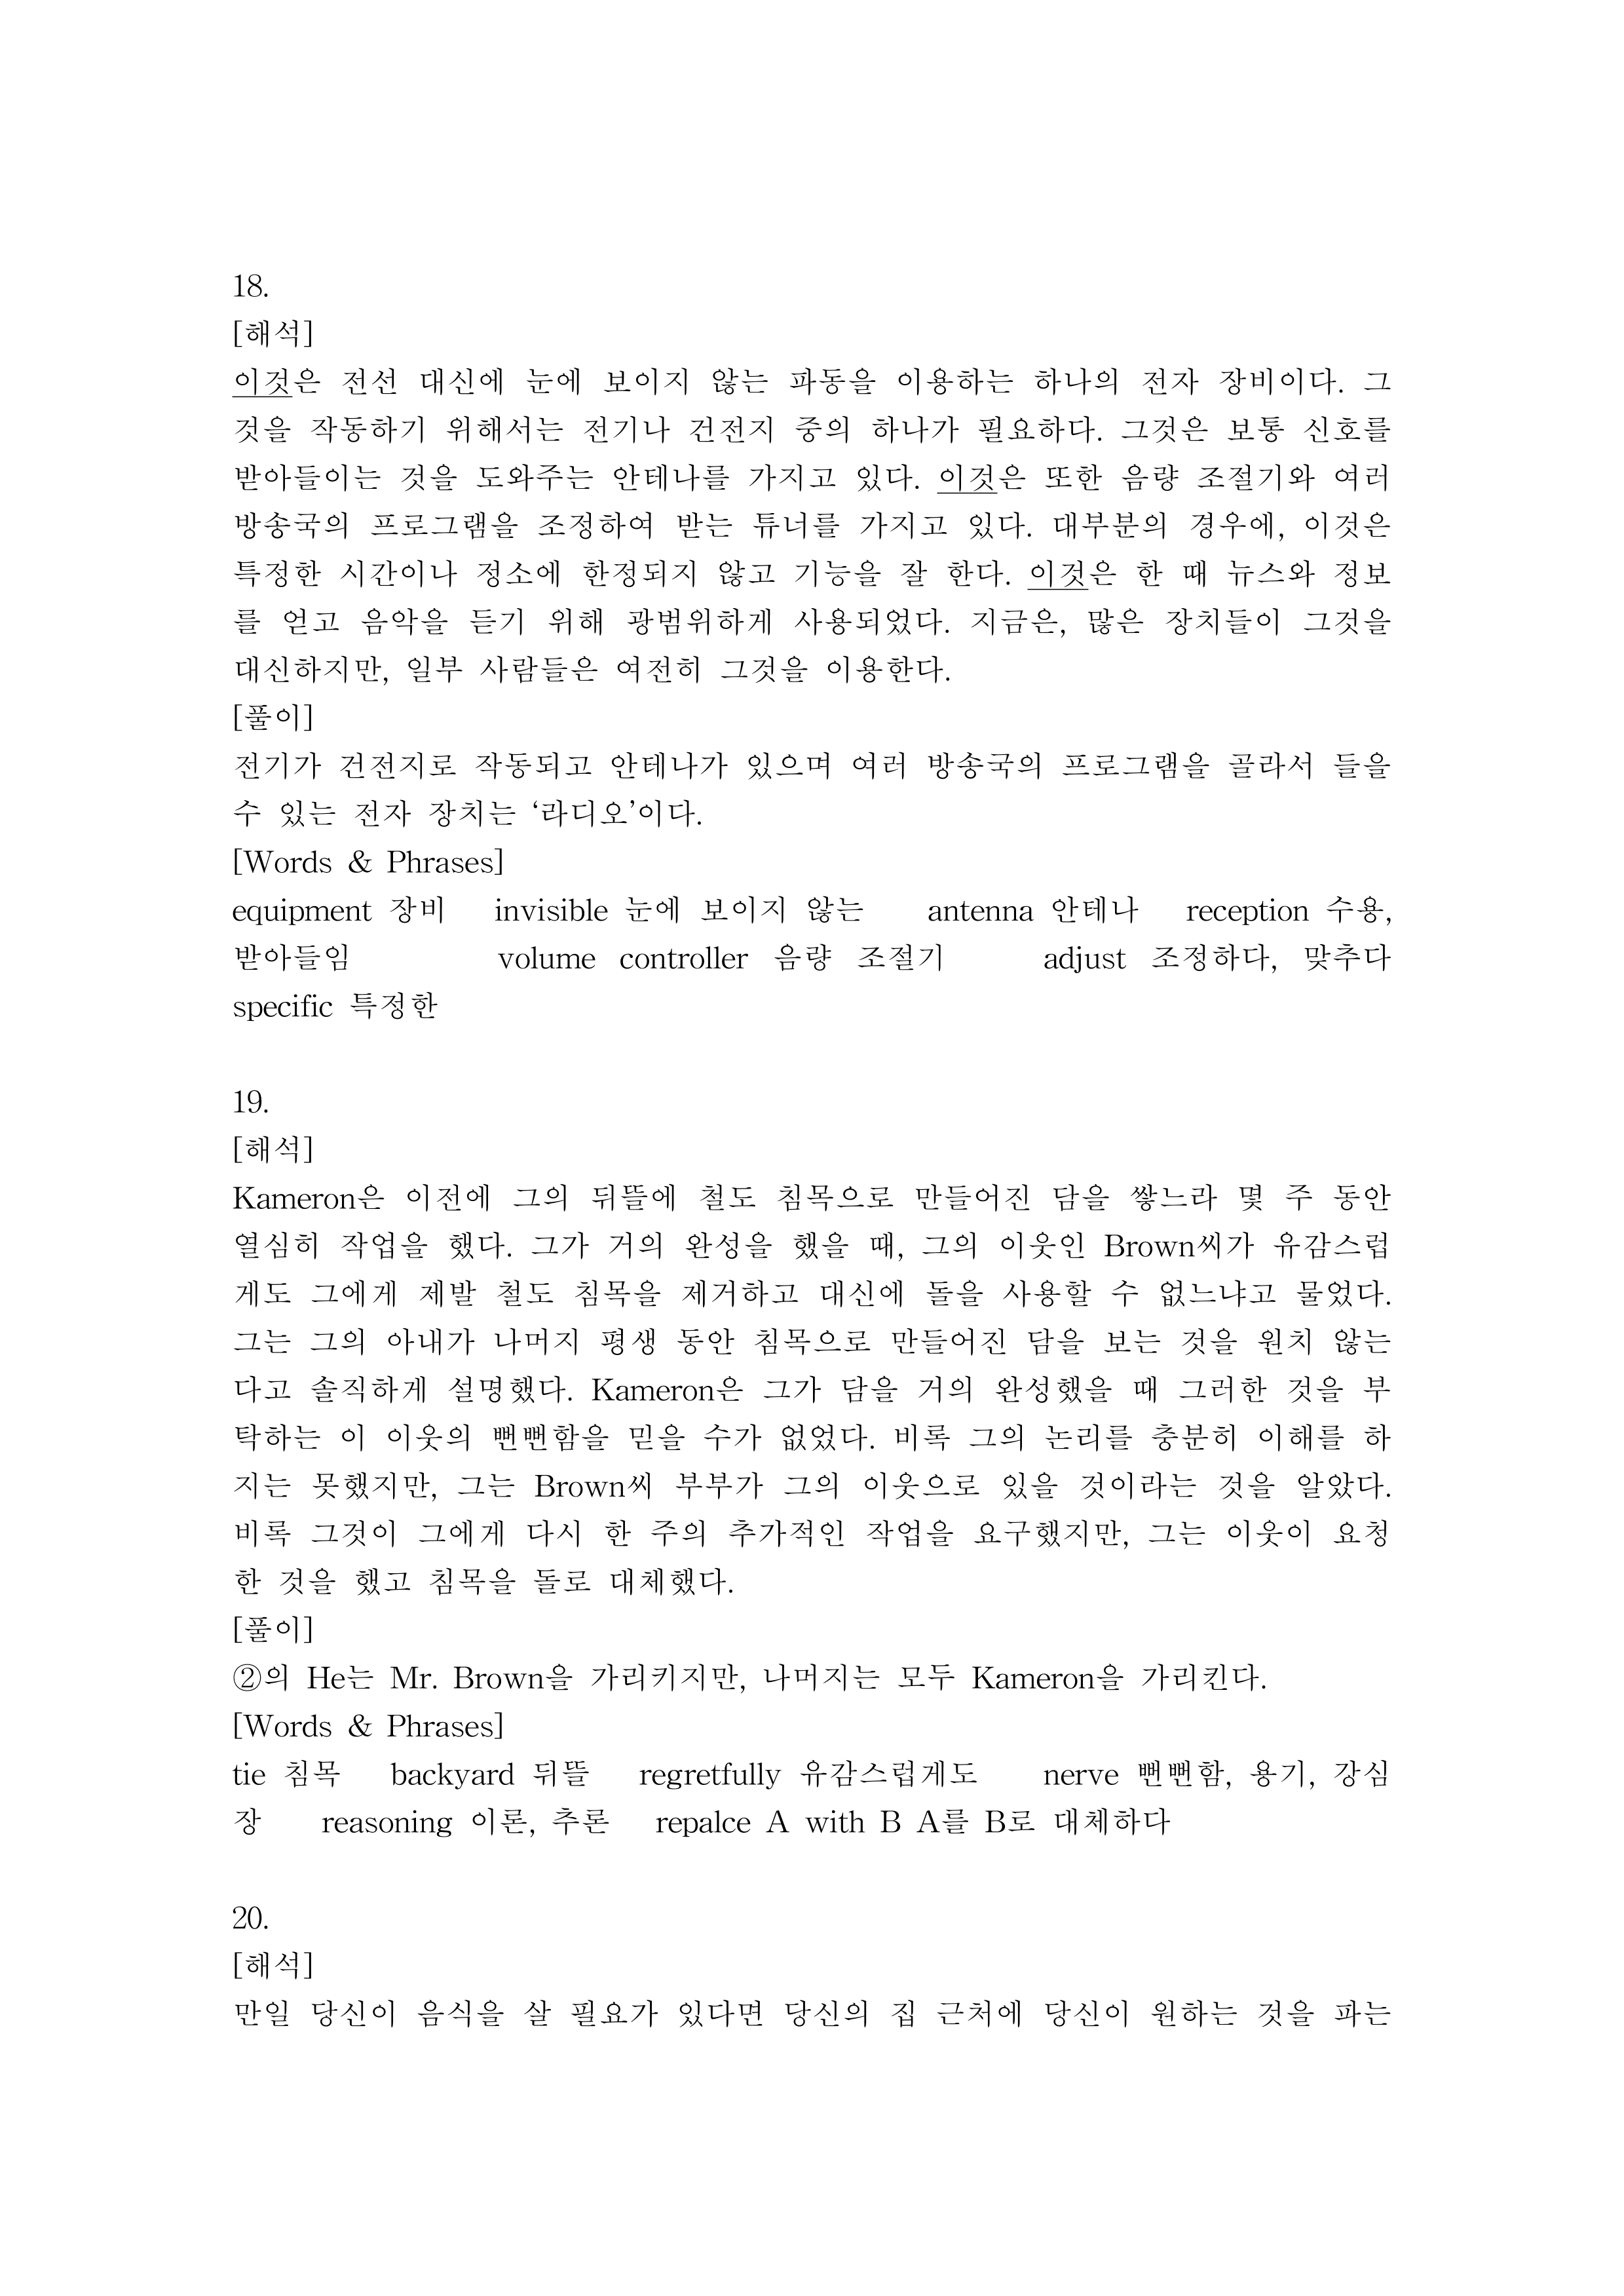 18.
[해석]
이것은 전선 대신에 눈에 보이지 않는 파동을 이용하는 하나의 전자 장비이다. 그
것을 작동하기 위해서는 전기나 건전지 중의 하나가 필요하다. 그것은 보통 신호를
받아들이는 것을 도와주는 안테나를 가지고 있다. 이것은 또한 음량 조절기와 여러
방송국의 프로그램을 조정하여 받는 튜너를 가지고 있다. 대부분의 경우에, 이것은
특정한 시간이나 정소에 한정되지 않고 기능을 잘 한다. 이것은 한 때 뉴스와 정보
를 얻고 음악을 듣기 위해 광범위하게 사용되었다. 지금은, 많은 장치들이 그것을
대신하지만, 일부 사람들은 여전히 그것을 이용한다.
[풀이]
전기가 건전지로 작동되고 안테나가 있으며 여러 방송국의 프로그램을 골라서 들을
수 있는 전자 장치는 ‘라디오’이다.
[Words & Phrases]
equipment 장비 invisible 눈에 보이지 않는 antenna 안테나 reception 수용,
받아들임 volume controller 음량 조절기 adjust 조정하다, 맞추다
specific 특정한
19.
[해석]
Kameron은 이전에 그의 뒤뜰에 철도 침목으로 만들어진 담을 쌓느라 몇 주 동안
열심히 작업을 했다. 그가 거의 완성을 했을 때, 그의 이웃인 Brown씨가 유감스럽
게도 그에게 제발 철도 침목을 제거하고 대신에 돌을 사용할 수 없느냐고 물었다.
그는 그의 아내가 나머지 평생 동안 침목으로 만들어진 담을 보는 것을 원치 않는
다고 솔직하게 설명했다. Kameron은 그가 담을 거의 완성했을 때 그러한 것을 부
탁하는 이 이웃의 뻔뻔함을 믿을 수가 없었다. 비록 그의 논리를 충분히 이해를 하
지는 못했지만, 그는 Brown씨 부부가 그의 이웃으로 있을 것이라는 것을 알았다.
비록 그것이 그에게 다시 한 주의 추가적인 작업을 요구했지만, 그는 이웃이 요청
한 것을 했고 침목을 돌로 대체했다.
[풀이]
②의 He는 Mr. Brown을 가리키지만, 나머지는 모두 Kameron을 가리킨다.
[Words & Phrases]
tie 침목 backyard 뒤뜰 regretfully 유감스럽게도 nerve 뻔뻔함, 용기, 강심
장 reasoning 이론, 추론 repalce A with B A를 B로 대체하다
20.
[해석]
만일 당신이 음식을 살 필요가 있다면 당신의 집 근처에 당신이 원하는 것을 파는